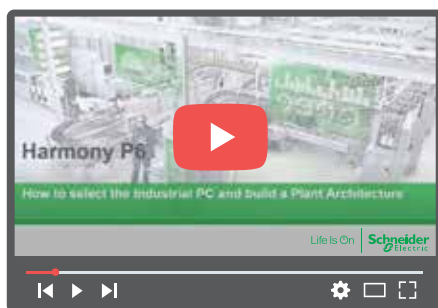 Harmony P6
How to select the Industrial PC and build a Plant Architecture
Life Is On
Schneider
Electric